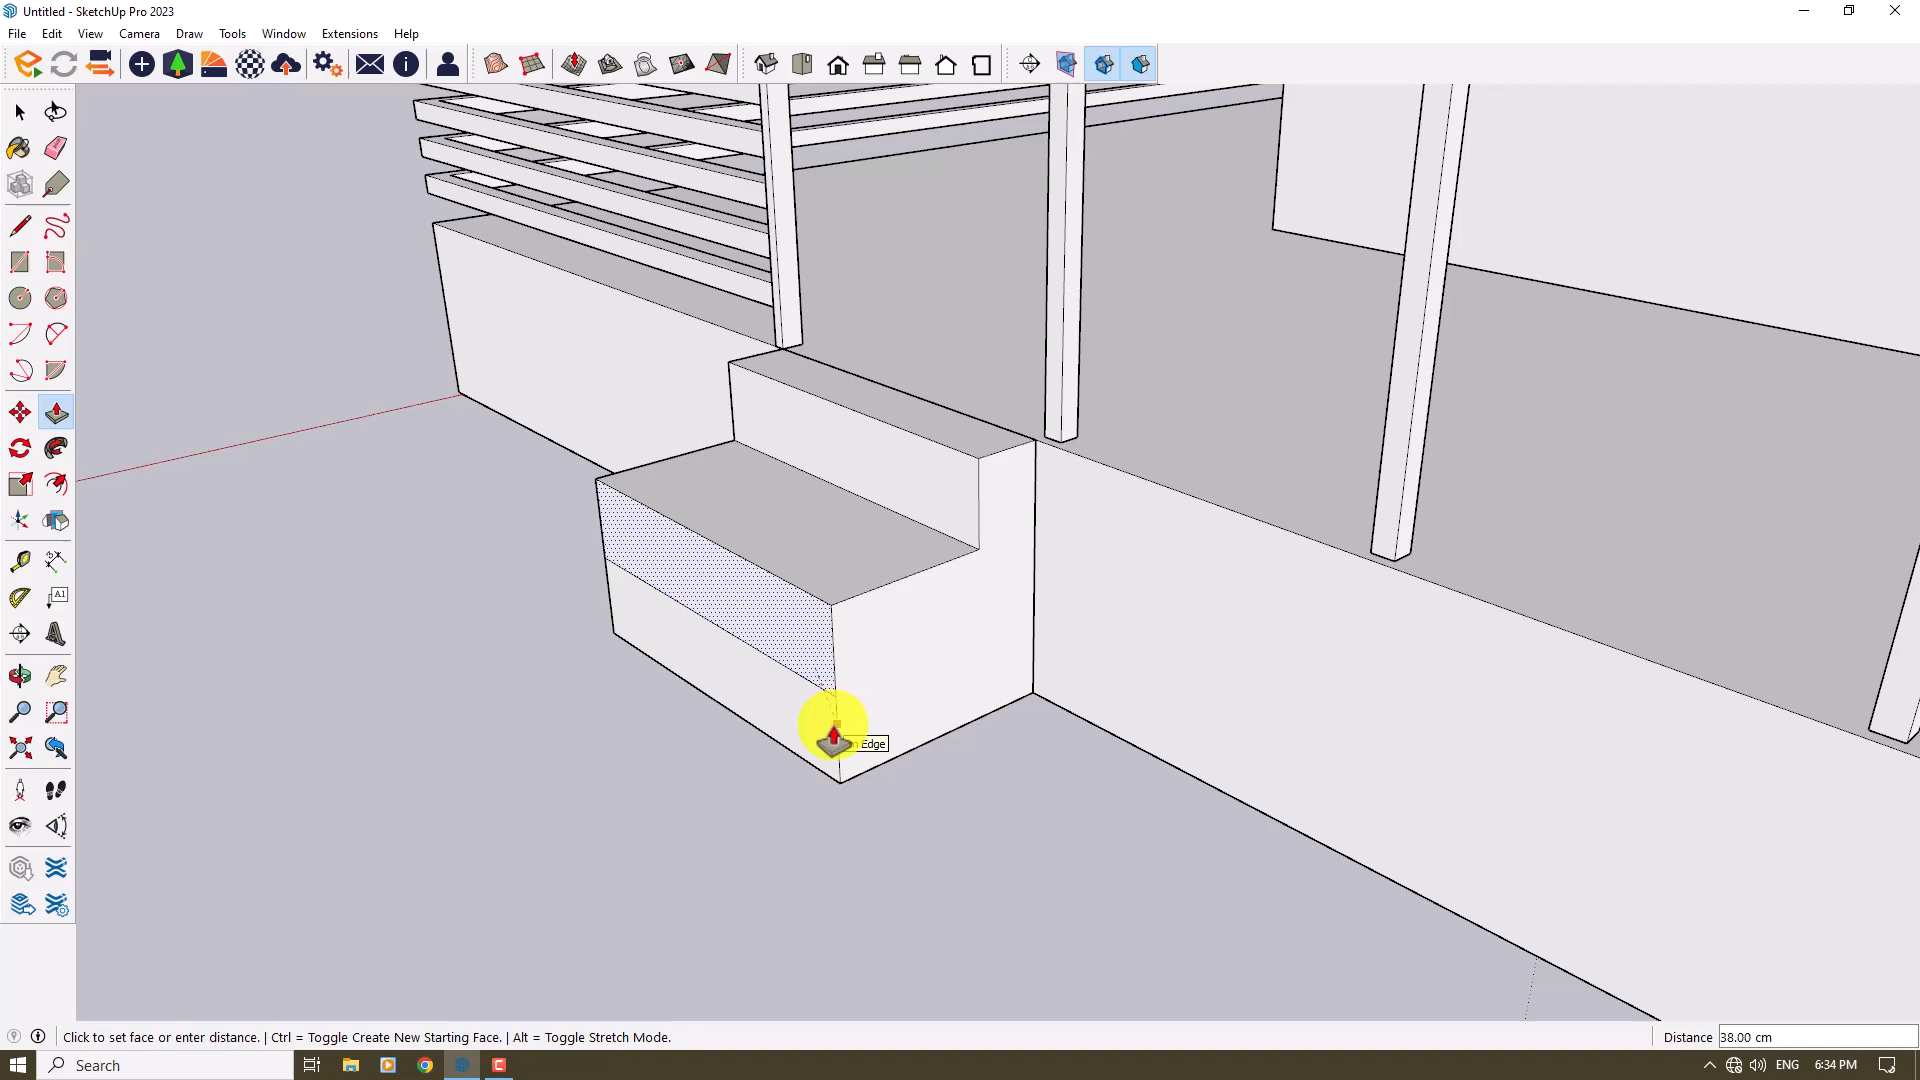 Untitled - SketchUp Pro 2023
File Edit View Camera Draw Tools Window Extensions Help
A1
Edge
Click to set face or enter distance. | Ctrl = Toggle Create New Starting Face. | Alt = Toggle Stretch Mode.
Distance 38.00 cm
Search
ENG 6:34 PM